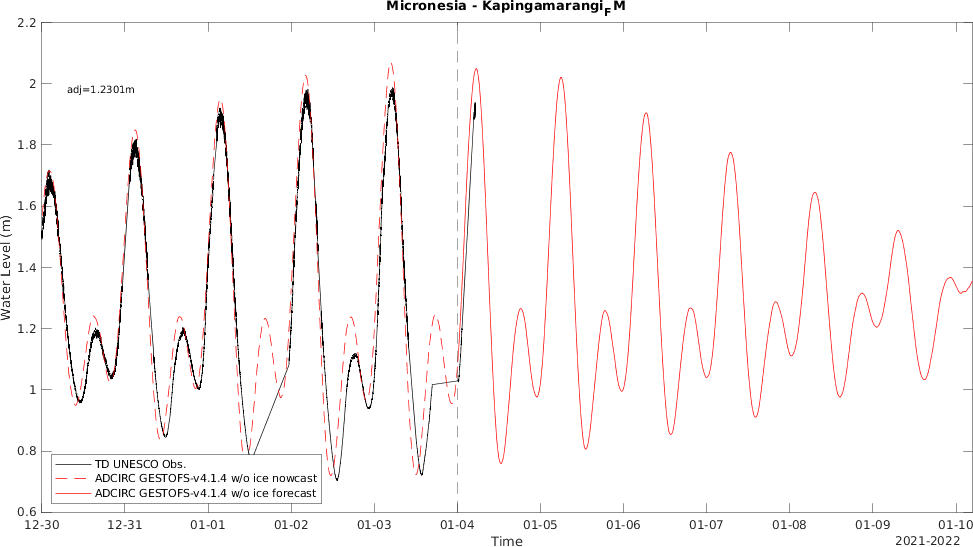 Micronesia - Kapingamarangi_FM
2.2
2
1.8
1.6
1.4
1.2
1
0.8
0.6
Water Level (m)
adj=1.2301m
TD UNESCO Obs.
ADCIRC GESTOFS-v4.1.4 w/o ice nowcast
ADCIRC GESTOFS-v4.1.4 w/o ice forecast
12-30 12-31 01-01 01-02 01-03 01-04 01-05 01-06 01-07 01-08 01-09 01-10
Time
2021-2022